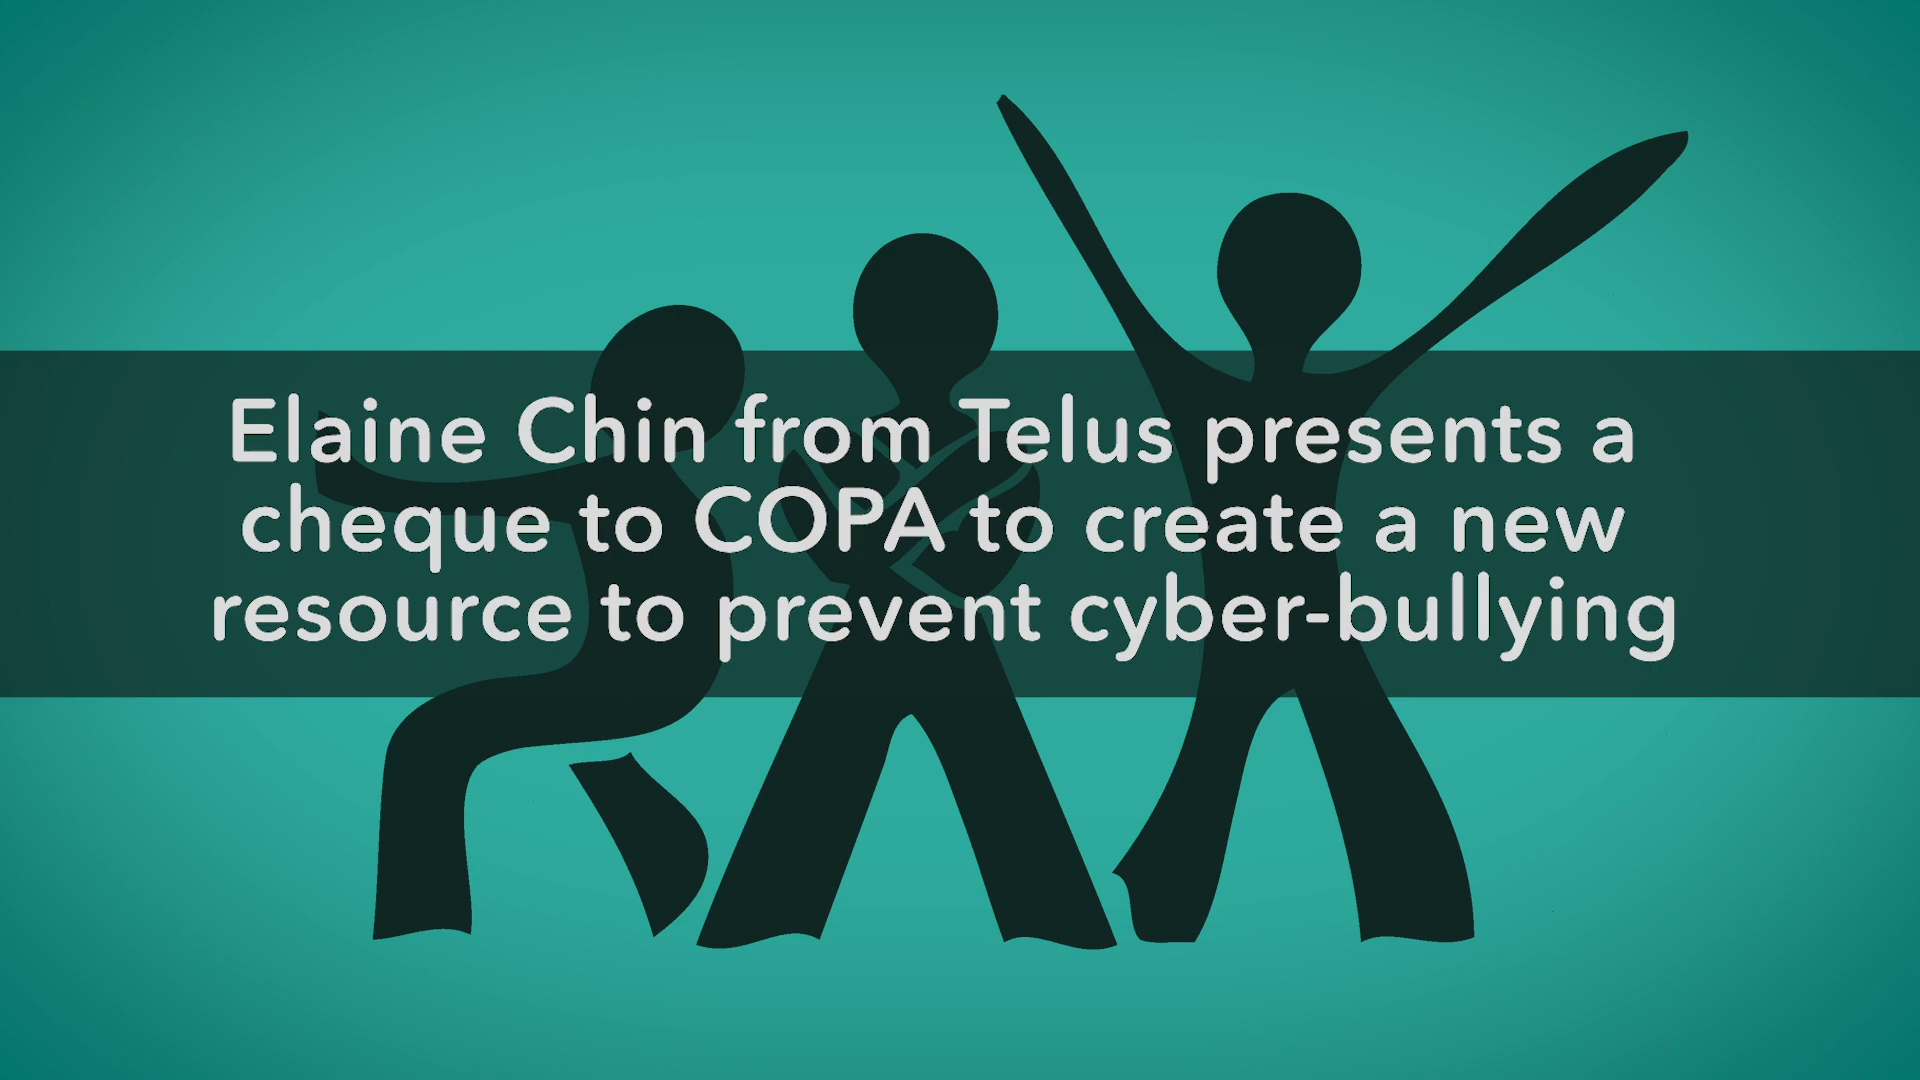 Elaine Chin from Telus presents a
cheque to COPA to create a new
resource to prevent cyber-bullying